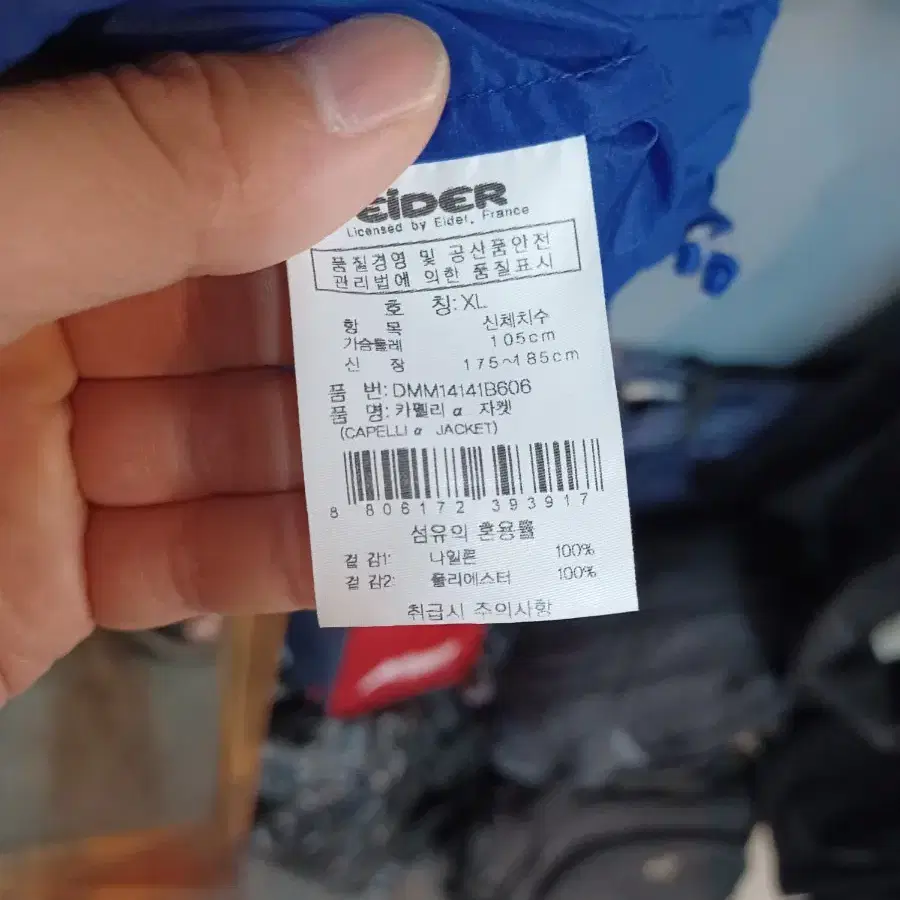 EiDER
Licensed by Eider, France
품질경영 및 공산품안전
관리법에 의한 품질표시
호 칭:XL
항 목 신체치수
가슴둘레 105cm
신 장 175~185cm
품 번:DMM14141B606
품 명:카펠리 α 자켓
(CAPELLI α JACKET)
8 806172 393917
섬유의 혼용률
겉 감1: 나일론 100%
겉 감2: 폴리에스터 100%
취급시 주의사항